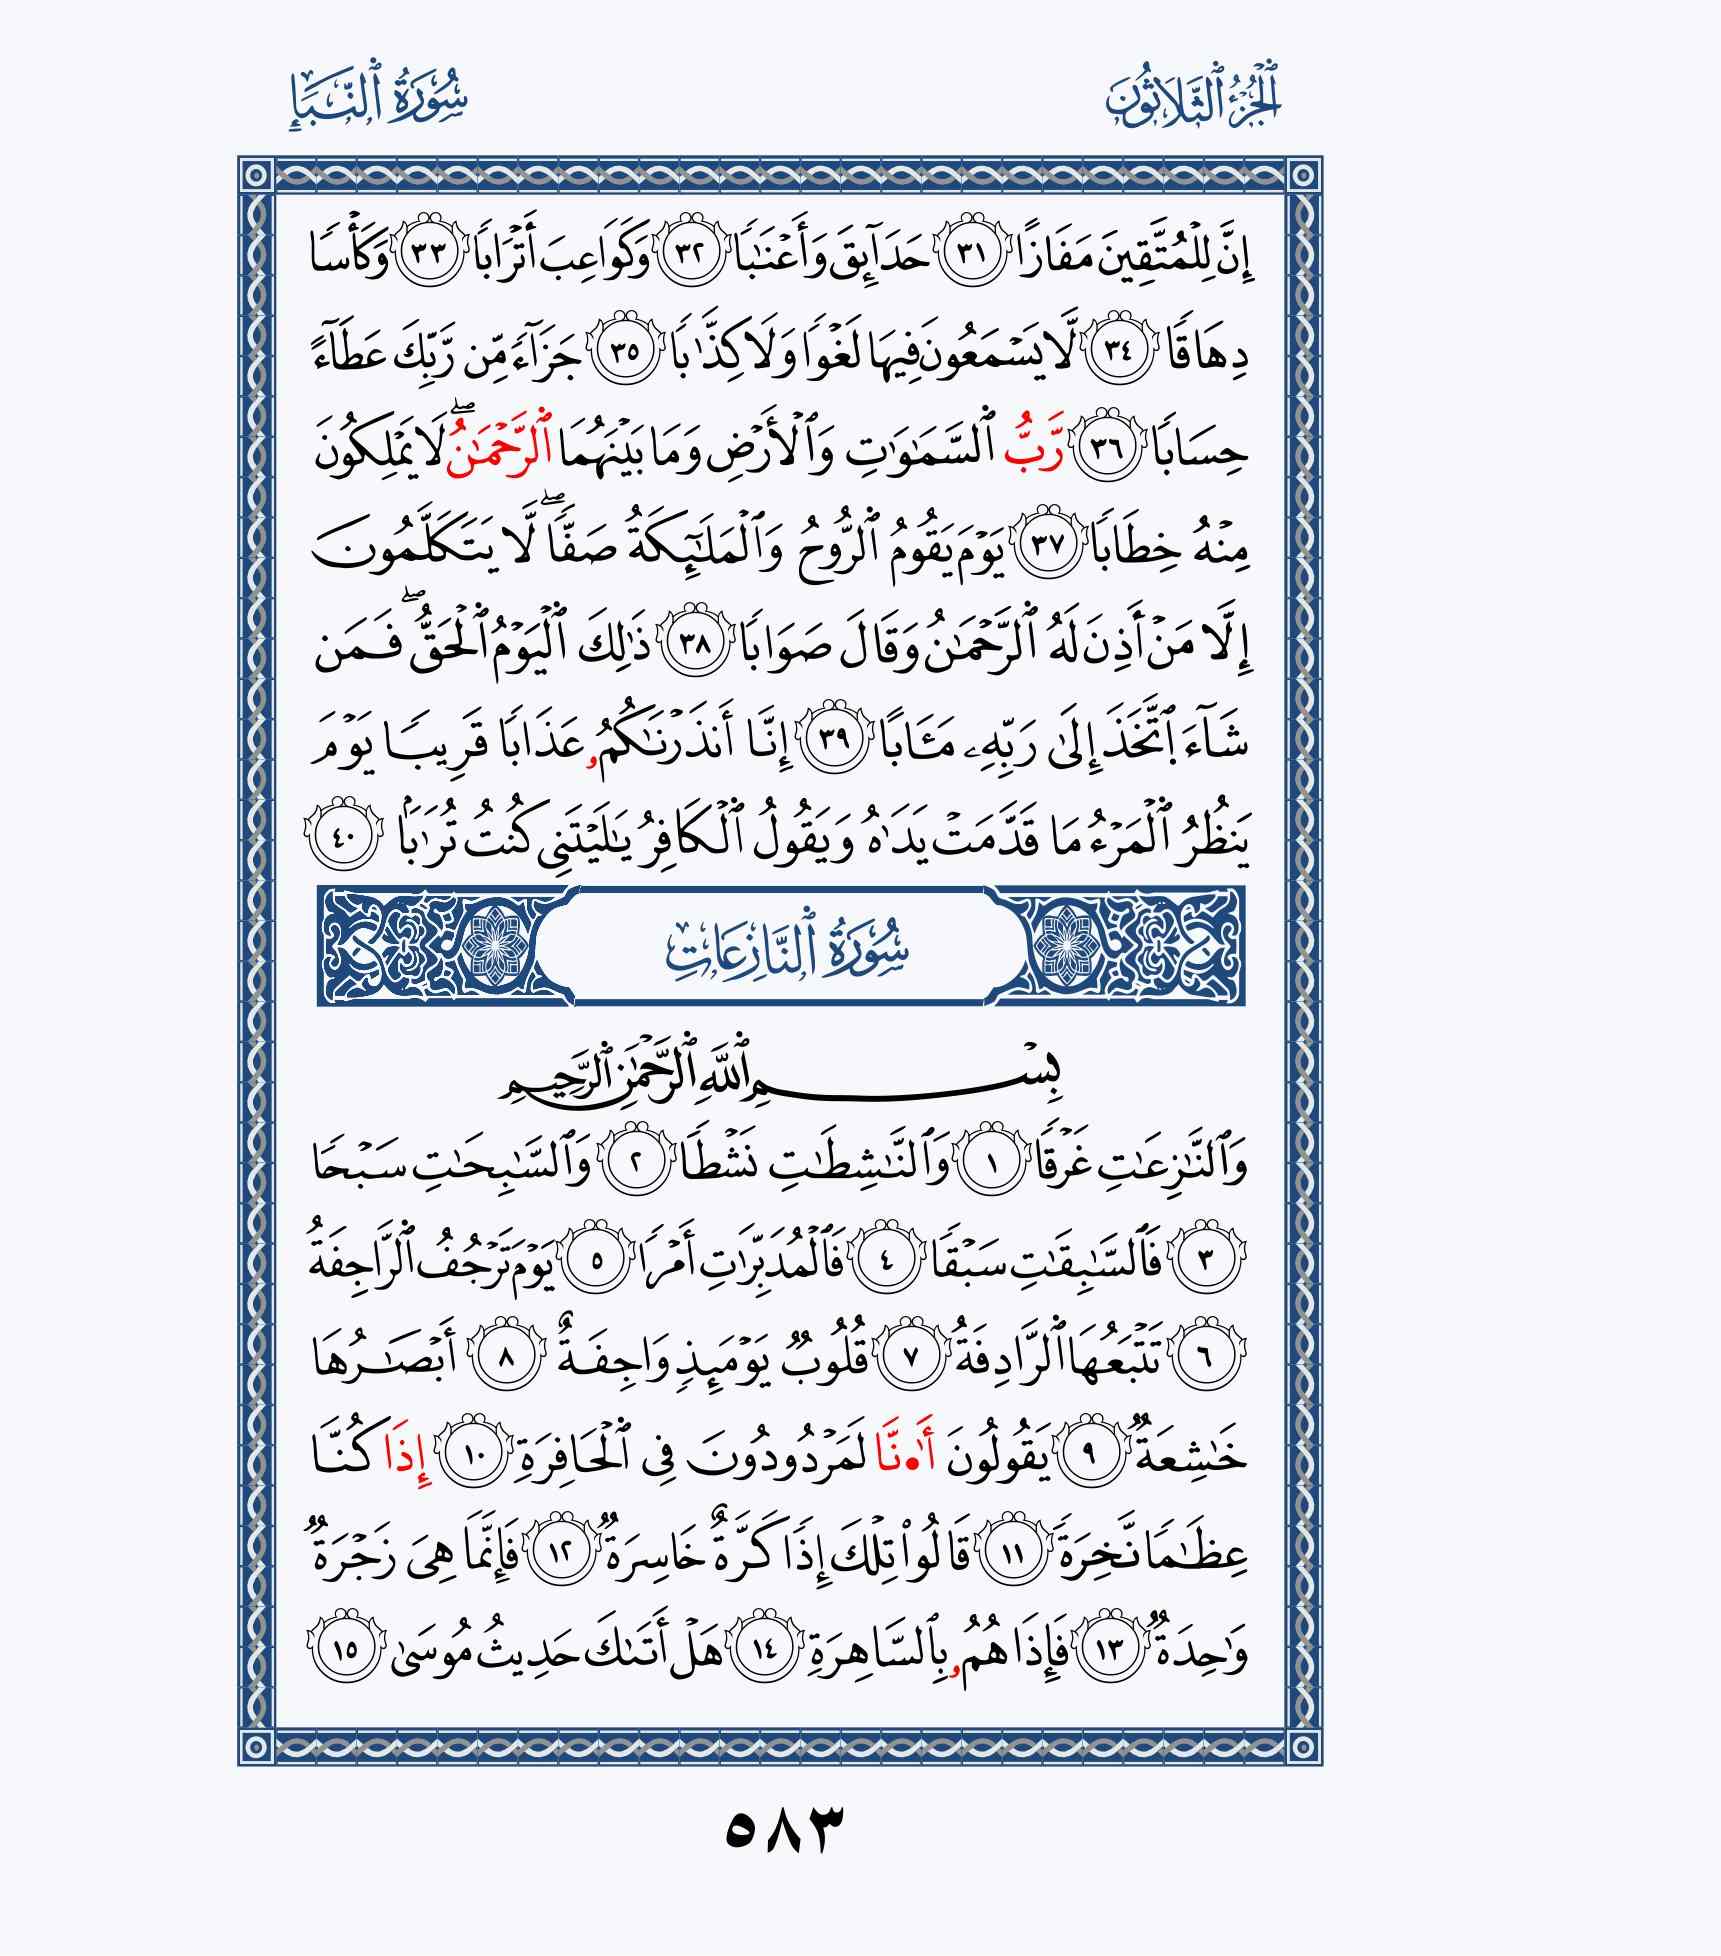 ٱلْجُزْءُ ٱلثَّلَاثُونَ
سُورَةُ ٱلنَّبَإِ
إِنَّ لِلْمُتَّقِينَ مَفَازًا ٣١ حَدَآئِقَ وَأَعْنَٰبًا ٣٢ وَكَوَاعِبَ أَتْرَابًا ٣٣ وَكَأْسًا
دِهَاقًا ٣٤ لَّا يَسْمَعُونَ فِيهَا لَغْوًا وَلَا كِذَّٰبًا ٣٥ جَزَآءً مِّن رَّبِّكَ عَطَآءً
حِسَابًا ٣٦ رَّبُّ ٱلسَّمَٰوَٰتِ وَٱلْأَرْضِ وَمَا بَيْنَهُمَا ٱلرَّحْمَٰنُۖ لَا يَمْلِكُونَ
مِنْهُ خِطَابًا ٣٧ يَوْمَ يَقُومُ ٱلرُّوحُ وَٱلْمَلَٰٓئِكَةُ صَفًّاۖ لَّا يَتَكَلَّمُونَ
إِلَّا مَنْ أَذِنَ لَهُ ٱلرَّحْمَٰنُ وَقَالَ صَوَابًا ٣٨ ذَٰلِكَ ٱلْيَوْمُ ٱلْحَقُّۖ فَمَن
شَآءَ ٱتَّخَذَ إِلَىٰ رَبِّهِۦ مَـَٔابًا ٣٩ إِنَّا أَنذَرْنَٰكُمُۥ عَذَابًا قَرِيبًا يَوْمَ
يَنظُرُ ٱلْمَرْءُ مَا قَدَّمَتْ يَدَاهُ وَيَقُولُ ٱلْكَافِرُ يَٰلَيْتَنِى كُنتُ تُرَٰبًۢا ٤٠
سُورَةُ ٱلنَّازِعَاتِ
بِسْمِ ٱللَّهِ ٱلرَّحْمَٰنِ ٱلرَّحِيمِ
وَٱلنَّٰزِعَٰتِ غَرْقًا ١ وَٱلنَّٰشِطَٰتِ نَشْطًا ٢ وَٱلسَّٰبِحَٰتِ سَبْحًا
٣ فَٱلسَّٰبِقَٰتِ سَبْقًا ٤ فَٱلْمُدَبِّرَٰتِ أَمْرًا ٥ يَوْمَ تَرْجُفُ ٱلرَّاجِفَةُ
٦ تَتْبَعُهَا ٱلرَّادِفَةُ ٧ قُلُوبٌ يَوْمَئِذٍ وَاجِفَةٌ ٨ أَبْصَٰرُهَا
خَٰشِعَةٌ ٩ يَقُولُونَ أَ•نَّا لَمَرْدُودُونَ فِى ٱلْحَافِرَةِ ١٠ إِذَا كُنَّا
عِظَٰمًا نَّخِرَةً ١١ قَالُوا۟ تِلْكَ إِذًا كَرَّةٌ خَاسِرَةٌ ١٢ فَإِنَّمَا هِىَ زَجْرَةٌ
وَٰحِدَةٌ ١٣ فَإِذَا هُمُۥ بِٱلسَّاهِرَةِ ١٤ هَلْ أَتَىٰكَ حَدِيثُ مُوسَىٰ ١٥
٥٨٣